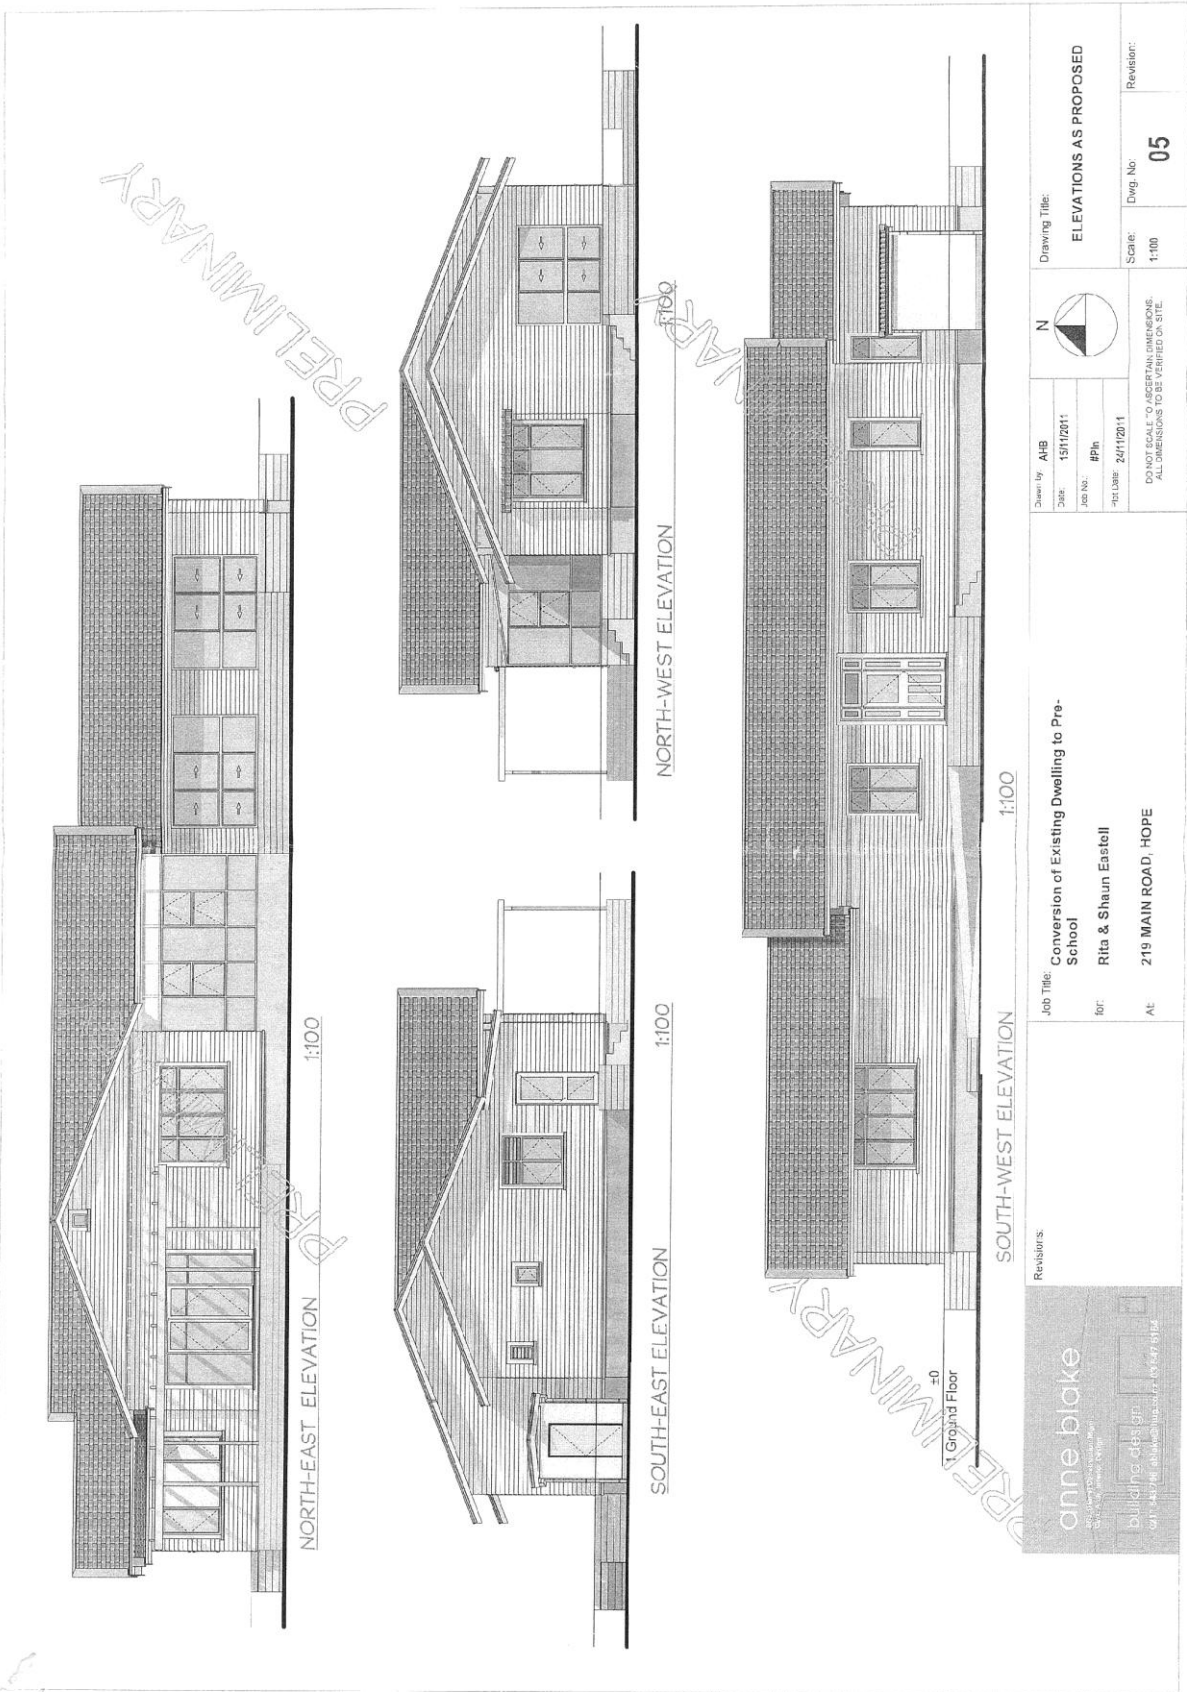 PRELIMINARY
NORTH-EAST ELEVATION 1:100
SOUTH-EAST ELEVATION 1:100
NORTH-WEST ELEVATION 1:100
PRELIMINARY
SOUTH-WEST ELEVATION 1:100
±0
1 Ground Floor
PRELIMINARY
anne blake
building design
Revisions:
Job Title: Conversion of Existing Dwelling to Pre-
School
for: Rita & Shaun Eastell
At: 219 MAIN ROAD, HOPE
Drawn by: AHB
Date: 15/11/2011
Job No.: #Pln
Plot Date: 24/11/2011
N
DO NOT SCALE TO ASCERTAIN DIMENSIONS.
ALL DIMENSIONS TO BE VERIFIED ON SITE.
Drawing Title:
ELEVATIONS AS PROPOSED
Scale: 1:100
Dwg. No: 05
Revision: